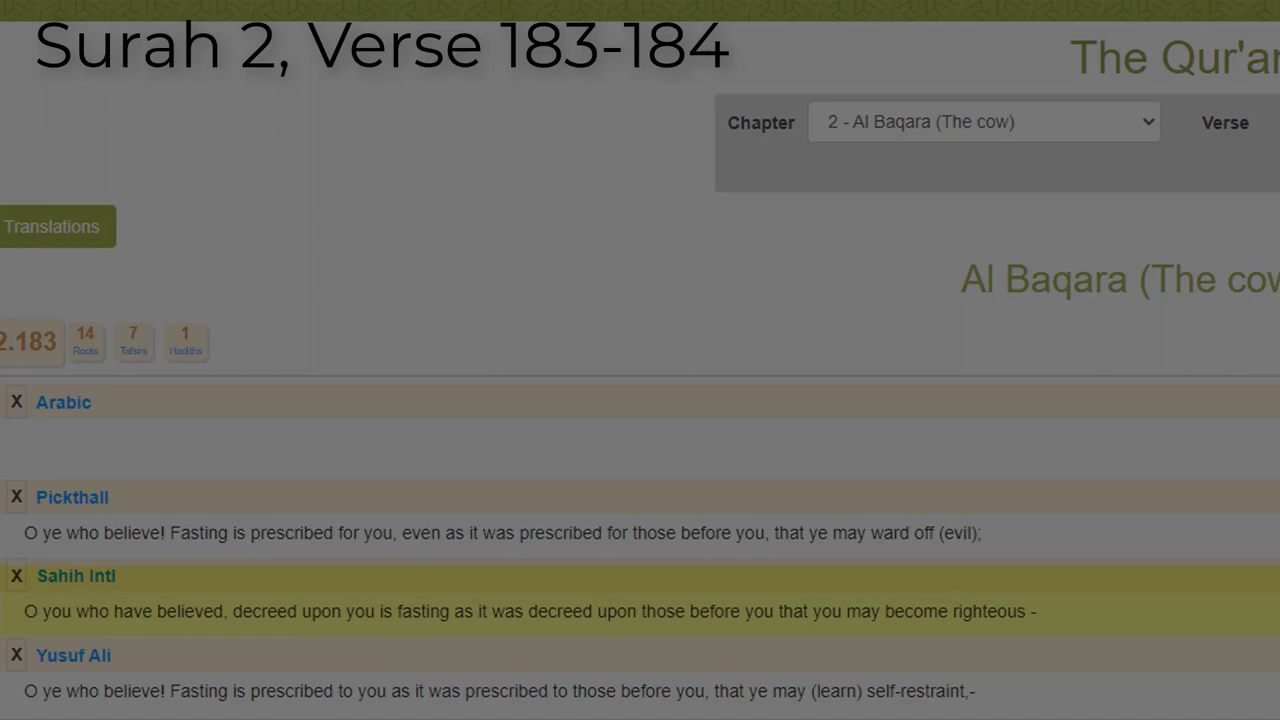 Surah 2, Verse 183-184
The Qur'an
Chapter 2 - Al Baqara (The cow) Verse
Translations
Al Baqara (The cow
2.183 14 Roots 7 Tafsirs 1 Hadiths
X Arabic
X Pickthall
O ye who believe! Fasting is prescribed for you, even as it was prescribed for those before you, that ye may ward off (evil);
X Sahih Intl
O you who have believed, decreed upon you is fasting as it was decreed upon those before you that you may become righteous -
X Yusuf Ali
O ye who believe! Fasting is prescribed to you as it was prescribed to those before you, that ye may (learn) self-restraint,-